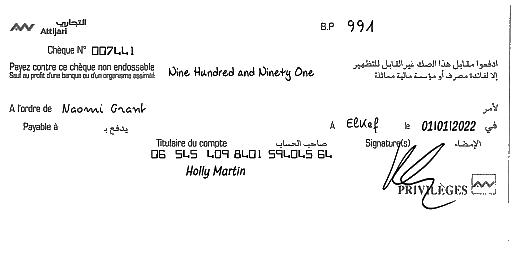 التجاري
Attijari
B.P 991
Chèque N° 007441
Payez contre ce chèque non endossable
Sauf au profit d'une banque ou d'un organisme assimilé
Nine Hundred and Ninety One
ادفعوا مقابل هذا الصك غير القابل للتظهير
إلا لفائدة مصرف أو مؤسسة مالية مماثلة
A l'ordre de Naomi Grant لأمر
Payable à يدفع بـ
A ElKef le 01/01/2022 في
Titulaire du compte صاحب الحساب
Signature(s) الإمضاء
06 545 409 8401 594045 64
Holly Martin
PRIVILÈGES